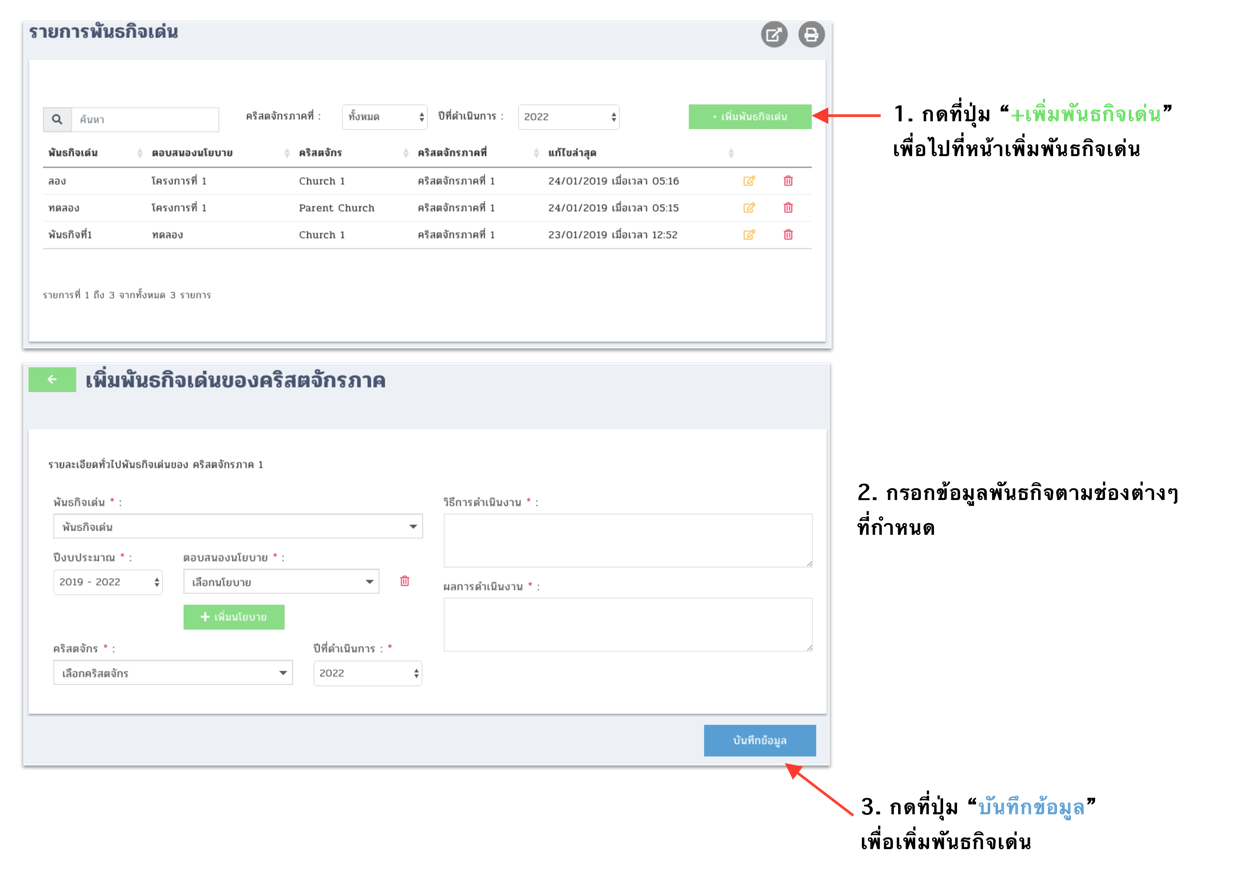 รายการพันธกิจเด่น
ค้นหา
คริสตจักรภาคที่ :
ทั้งหมด
ปีที่ดำเนินการ :
2022
+ เพิ่มพันธกิจเด่น
1. กดที่ปุ่ม “+เพิ่มพันธกิจเด่น”
เพื่อไปที่หน้าเพิ่มพันธกิจเด่น
พันธกิจเด่น ตอบสนองนโยบาย คริสตจักร คริสตจักรภาคที่ แก้ไขล่าสุด
ลอง โครงการที่ 1 Church 1 คริสตจักรภาคที่ 1 24/01/2019 เมื่อเวลา 05:16
ทดลอง โครงการที่ 1 Parent Church คริสตจักรภาคที่ 1 24/01/2019 เมื่อเวลา 05:15
พันธกิจที่1 ทดลอง Church 1 คริสตจักรภาคที่ 1 23/01/2019 เมื่อเวลา 12:52
รายการที่ 1 ถึง 3 จากทั้งหมด 3 รายการ
เพิ่มพันธกิจเด่นของคริสตจักรภาค
รายละเอียดทั่วไปพันธกิจเด่นของ คริสตจักรภาค 1
พันธกิจเด่น * :
พันธกิจเด่น
ปีงบประมาณ * :
2019 - 2022
ตอบสนองนโยบาย * :
เลือกนโยบาย
+ เพิ่มนโยบาย
คริสตจักร * :
เลือกคริสตจักร
ปีที่ดำเนินการ : *
2022
วิธีการดำเนินงาน * :
ผลการดำเนินงาน * :
2. กรอกข้อมูลพันธกิจตามช่องต่างๆ
ที่กำหนด
บันทึกข้อมูล
3. กดที่ปุ่ม “บันทึกข้อมูล”
เพื่อเพิ่มพันธกิจเด่น